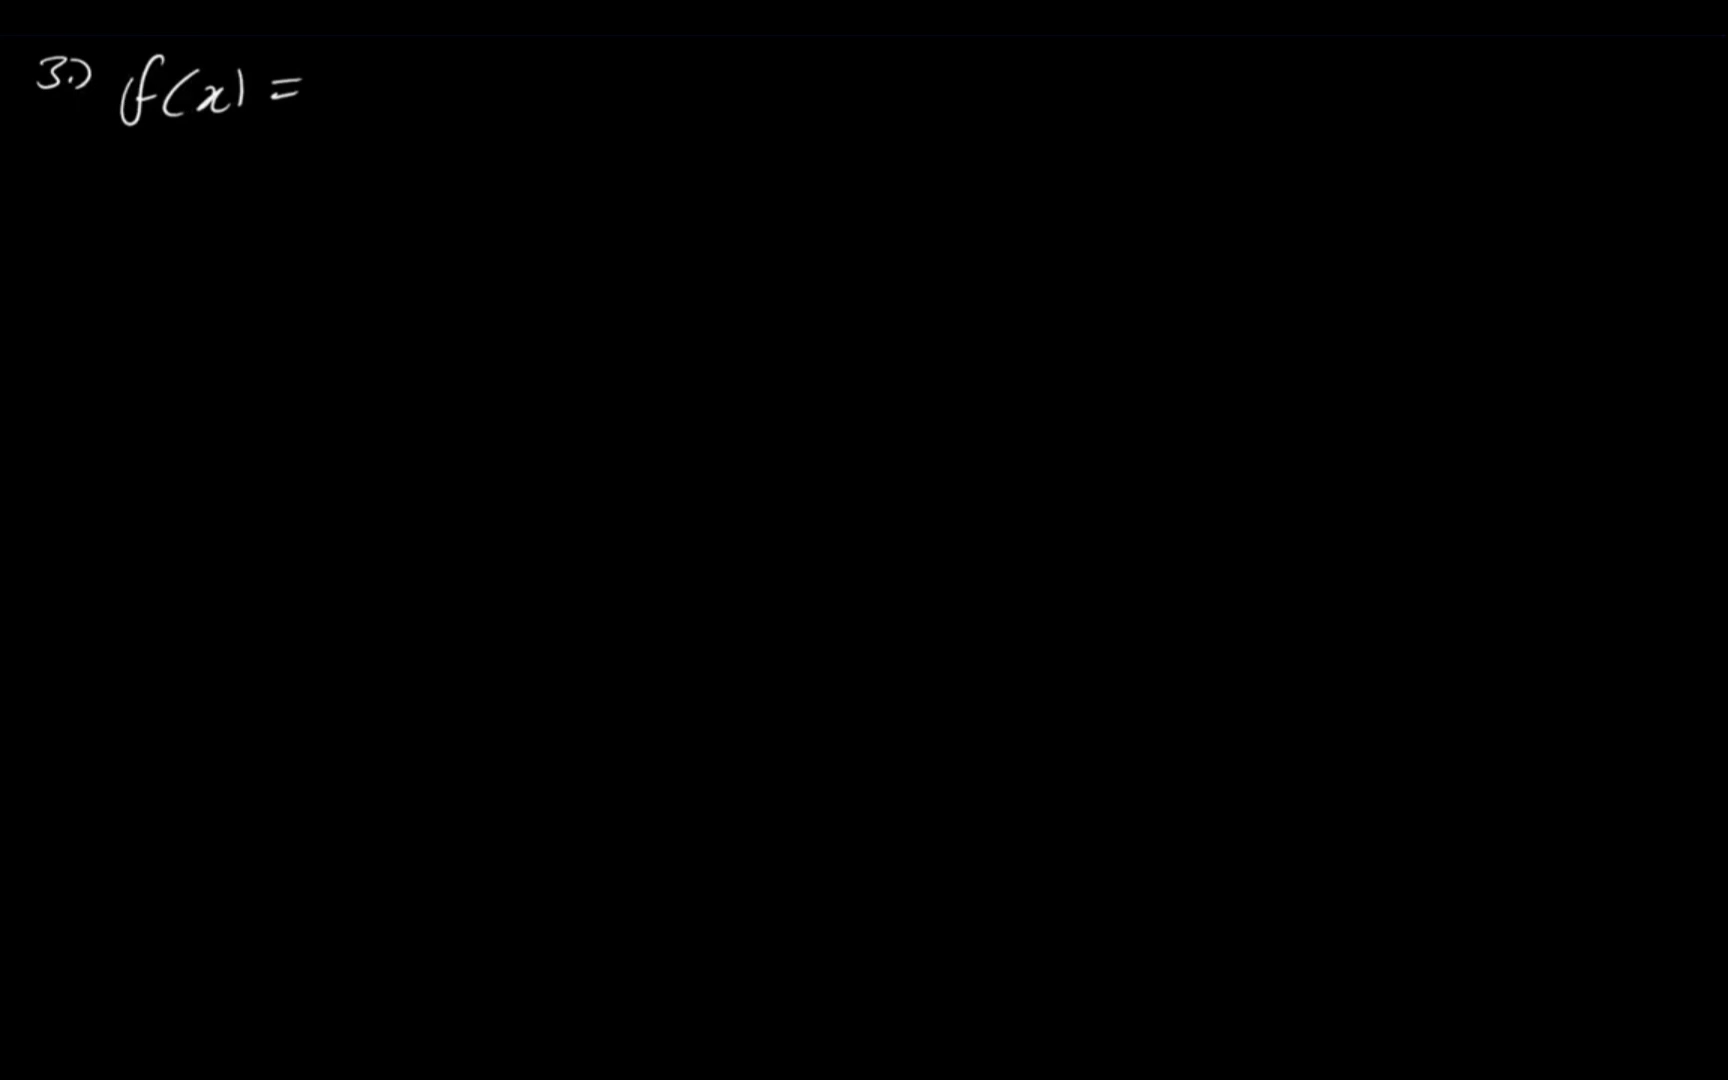 3.) f(x) =